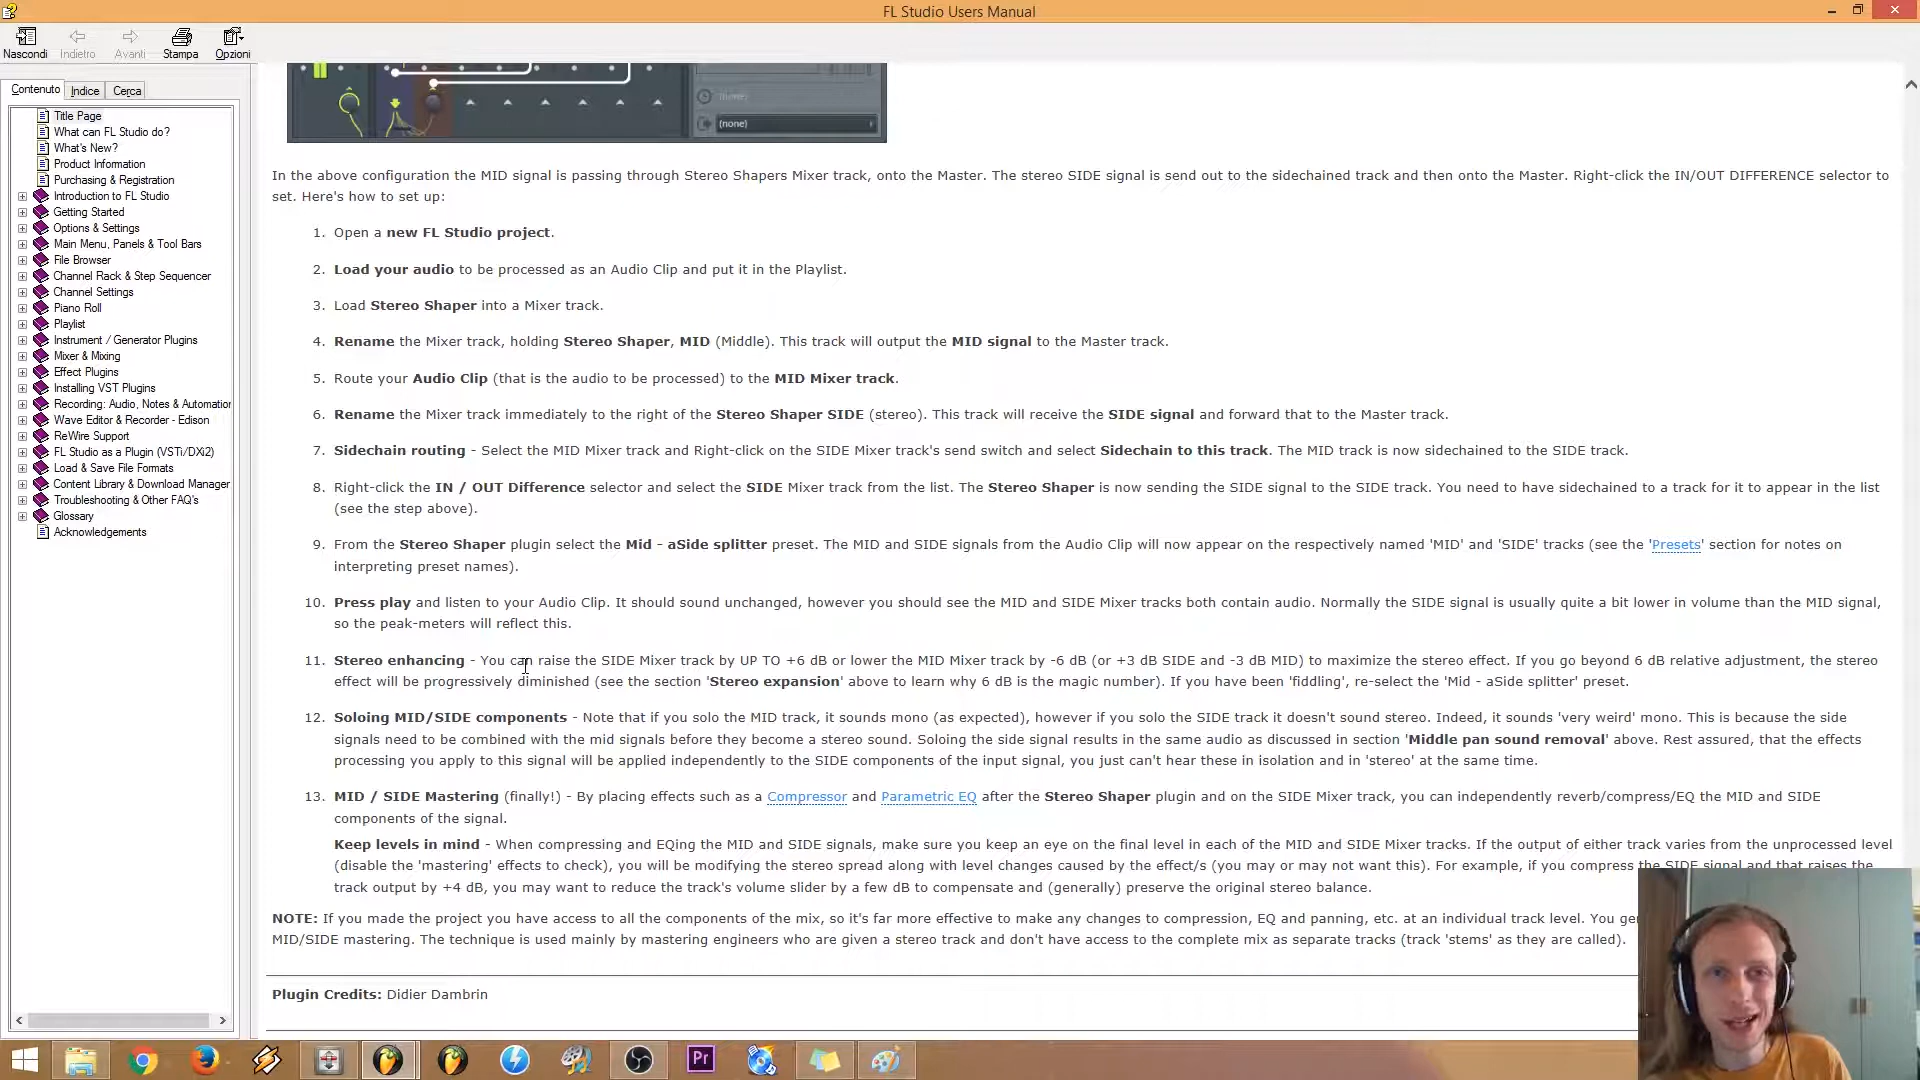 FL Studio Users Manual
Nascondi Indietro Avanti Stampa Opzioni
Contenuto Indice Cerca
Title Page
What can FL Studio do?
What's New?
Product Information
Purchasing & Registration
Introduction to FL Studio
Getting Started
Options & Settings
Main Menu, Panels & Tool Bars
File Browser
Channel Rack & Step Sequencer
Channel Settings
Piano Roll
Playlist
Instrument / Generator Plugins
Mixer & Mixing
Effect Plugins
Installing VST Plugins
Recording: Audio, Notes & Automation
Wave Editor & Recorder - Edison
ReWire Support
FL Studio as a Plugin (VSTi/DXi2)
Load & Save File Formats
Content Library & Download Manager
Troubleshooting & Other FAQ's
Glossary
Acknowledgements
(none)
(none)
In the above configuration the MID signal is passing through Stereo Shapers Mixer track, onto the Master. The stereo SIDE signal is send out to the sidechained track and then onto the Master. Right-click the IN/OUT DIFFERENCE selector to
set. Here's how to set up:
1. Open a new FL Studio project.
2. Load your audio to be processed as an Audio Clip and put it in the Playlist.
3. Load Stereo Shaper into a Mixer track.
4. Rename the Mixer track, holding Stereo Shaper, MID (Middle). This track will output the MID signal to the Master track.
5. Route your Audio Clip (that is the audio to be processed) to the MID Mixer track.
6. Rename the Mixer track immediately to the right of the Stereo Shaper SIDE (stereo). This track will receive the SIDE signal and forward that to the Master track.
7. Sidechain routing - Select the MID Mixer track and Right-click on the SIDE Mixer track's send switch and select Sidechain to this track. The MID track is now sidechained to the SIDE track.
8. Right-click the IN / OUT Difference selector and select the SIDE Mixer track from the list. The Stereo Shaper is now sending the SIDE signal to the SIDE track. You need to have sidechained to a track for it to appear in the list
(see the step above).
9. From the Stereo Shaper plugin select the Mid - aSide splitter preset. The MID and SIDE signals from the Audio Clip will now appear on the respectively named 'MID' and 'SIDE' tracks (see the 'Presets' section for notes on
interpreting preset names).
10. Press play and listen to your Audio Clip. It should sound unchanged, however you should see the MID and SIDE Mixer tracks both contain audio. Normally the SIDE signal is usually quite a bit lower in volume than the MID signal,
so the peak-meters will reflect this.
11. Stereo enhancing - You can raise the SIDE Mixer track by UP TO +6 dB or lower the MID Mixer track by -6 dB (or +3 dB SIDE and -3 dB MID) to maximize the stereo effect. If you go beyond 6 dB relative adjustment, the stereo
effect will be progressively diminished (see the section 'Stereo expansion' above to learn why 6 dB is the magic number). If you have been 'fiddling', re-select the 'Mid - aSide splitter' preset.
12. Soloing MID/SIDE components - Note that if you solo the MID track, it sounds mono (as expected), however if you solo the SIDE track it doesn't sound stereo. Indeed, it sounds 'very weird' mono. This is because the side
signals need to be combined with the mid signals before they become a stereo sound. Soloing the side signal results in the same audio as discussed in section 'Middle pan sound removal' above. Rest assured, that the effects
processing you apply to this signal will be applied independently to the SIDE components of the input signal, you just can't hear these in isolation and in 'stereo' at the same time.
13. MID / SIDE Mastering (finally!) - By placing effects such as a Compressor and Parametric EQ after the Stereo Shaper plugin and on the SIDE Mixer track, you can independently reverb/compress/EQ the MID and SIDE
components of the signal.
Keep levels in mind - When compressing and EQing the MID and SIDE signals, make sure you keep an eye on the final level in each of the MID and SIDE Mixer tracks. If the output of either track varies from the unprocessed level
(disable the 'mastering' effects to check), you will be modifying the stereo spread along with level changes caused by the effect/s (you may or may not want this). For example, if you compress the SIDE signal and that raises the
track output by +4 dB, you may want to reduce the track's volume slider by a few dB to compensate and (generally) preserve the original stereo balance.
NOTE: If you made the project you have access to all the components of the mix, so it's far more effective to make any changes to compression, EQ and panning, etc. at an individual track level. You
MID/SIDE mastering. The technique is used mainly by mastering engineers who are given a stereo track and don't have access to the complete mix as separate tracks (track 'stems' as they are called).
Plugin Credits: Didier Dambrin
Pr